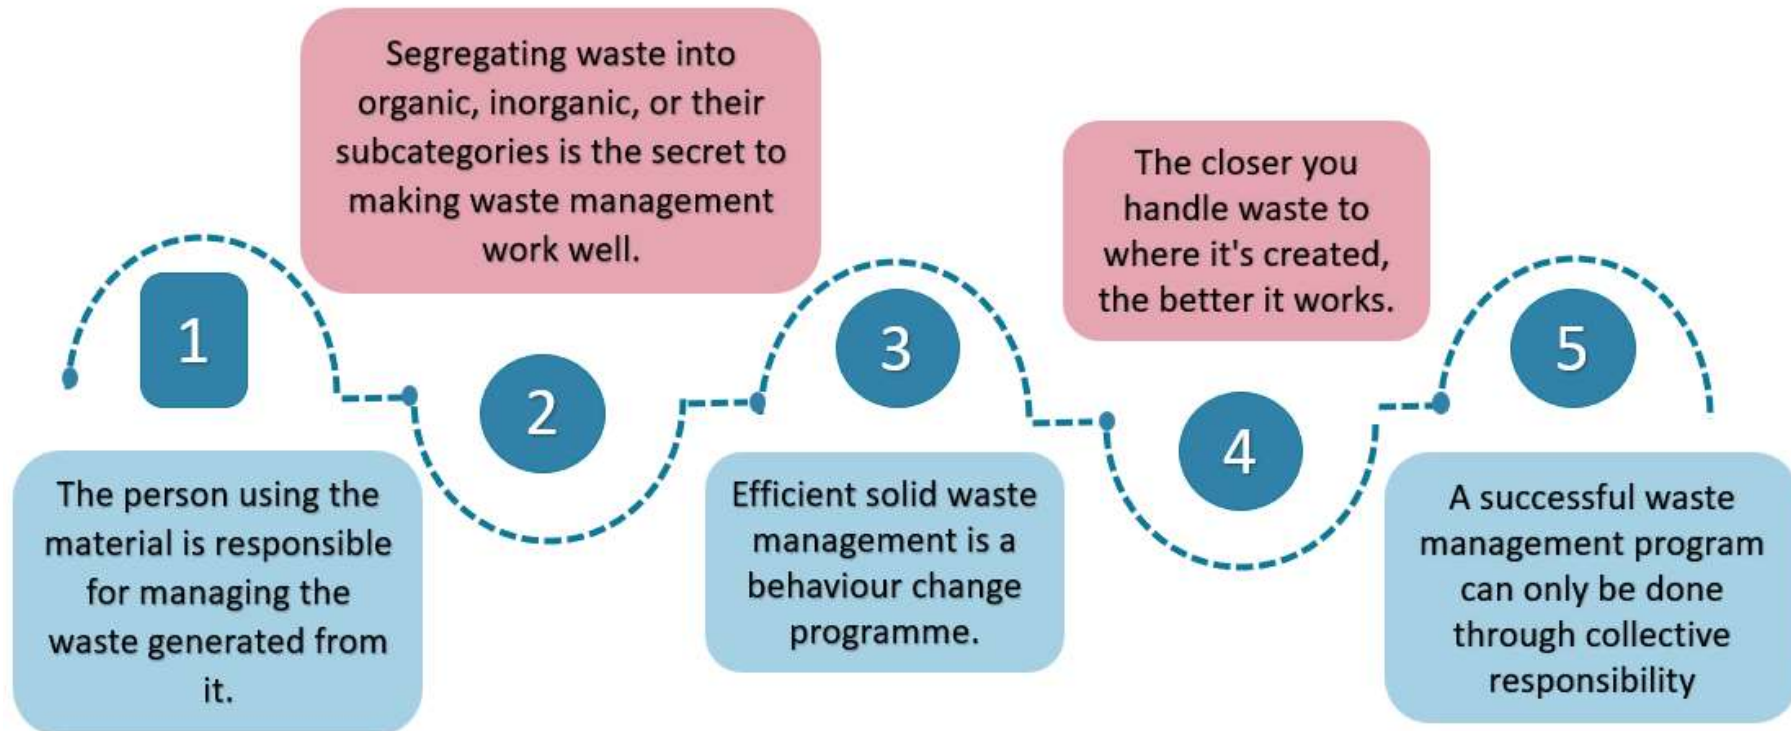 1
The person using the
material is responsible
for managing the
waste generated from
it.
Segregating waste into
organic, inorganic, or their
subcategories is the secret to
making waste management
work well.
2
3
Efficient solid waste
management is a
behaviour change
programme.
The closer you
handle waste to
where it's created,
the better it works.
4
5
A successful waste
management program
can only be done
through collective
responsibility